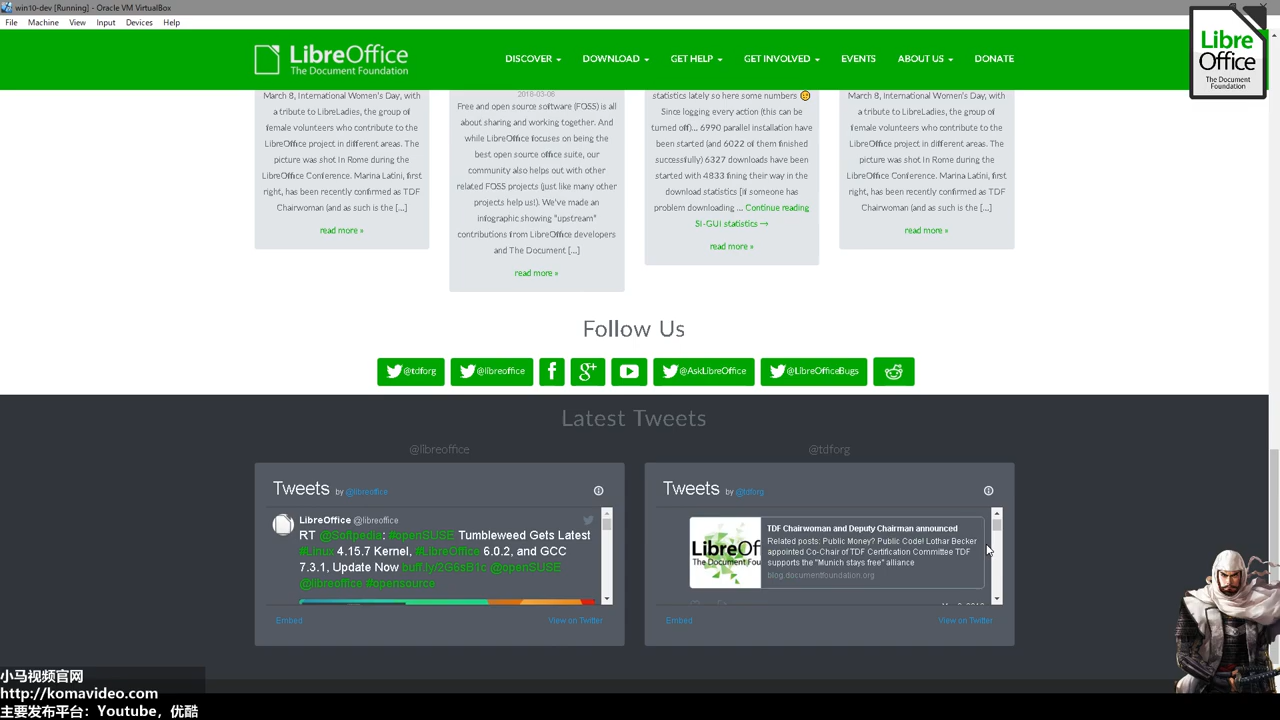 win10-dev [Running] - Oracle VM VirtualBox
File Machine View Input Devices Help
LibreOffice
The Document Foundation
DISCOVER DOWNLOAD GET HELP GET INVOLVED EVENTS ABOUT US DONATE
Libre
Office
The Document
Foundation
March 8, International Women's Day, with
a tribute to LibreLadies, the group of
female volunteers who contribute to the
LibreOffice project in different areas. The
picture was shot In Rome during the
LibreOffice Conference. Marina Latini, first
right, has been recently confirmed as TDF
Chairwoman (and as such is the [...]
read more »
2018-03-06
Free and open source software (FOSS) is all
about sharing and working together. And
while LibreOffice focuses on being the
best open source office suite, our
community also helps out with other
related FOSS projects (just like many other
projects help us!). We've made an
infographic showing "upstream"
contributions from LibreOffice developers
and The Document [...]
read more »
statistics lately so here some numbers
Since logging every action (this can be
turned off)... 6990 parallel installation have
been started (and 6022 of them finished
successfully) 6327 downloads have been
started with 4833 fining their way in the
download statistics [is someone has
problem downloading ... Continue reading
SI-GUI statistics →
read more »
March 8, International Women's Day, with
a tribute to LibreLadies, the group of
female volunteers who contribute to the
LibreOffice project in different areas. The
picture was shot In Rome during the
LibreOffice Conference. Marina Latini, first
right, has been recently confirmed as TDF
Chairwoman (and as such is the [...]
read more »
Follow Us
@tdforg @libreoffice @AskLibreOffice @LibreOfficeBugs
Latest Tweets
@libreoffice
Tweets by @libreoffice
LibreOffice @libreoffice
RT @Softpedia: #openSUSE Tumbleweed Gets Latest
#Linux 4.15.7 Kernel, #LibreOffice 6.0.2, and GCC
7.3.1, Update Now buff.ly/2G6sB1c @openSUSE
@libreoffice #opensource
Embed View on Twitter
@tdforg
Tweets by @tdforg
TDF Chairwoman and Deputy Chairman announced
Related posts: Public Money? Public Code! Lothar Becker
appointed Co-Chair of TDF Certification Committee TDF
supports the "Munich stays free" alliance
blog.documentfoundation.org
Embed View on Twitter
小马视频官网
http://komavideo.com
主要发布平台：Youtube，优酷